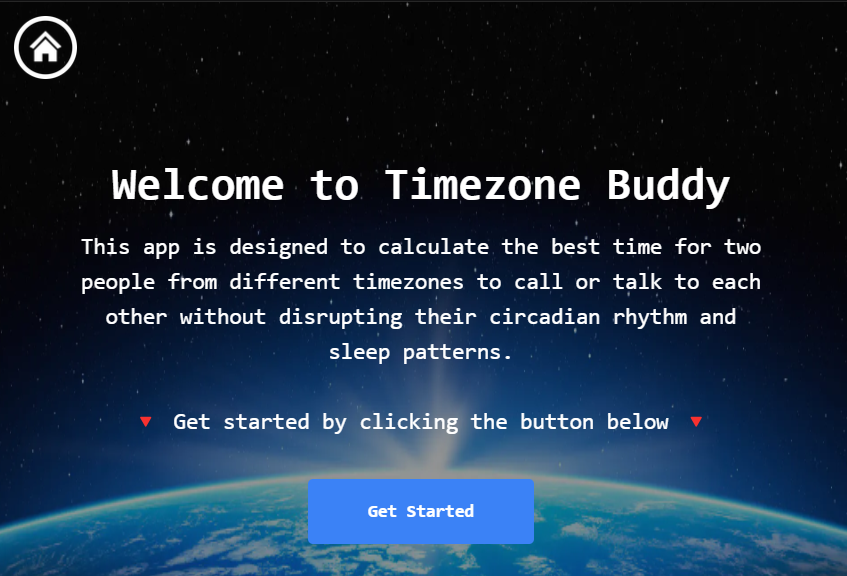 Welcome to Timezone Buddy
This app is designed to calculate the best time for two
people from different timezones to call or talk to each
other without disrupting their circadian rhythm and
sleep patterns.
Get started by clicking the button below
Get Started